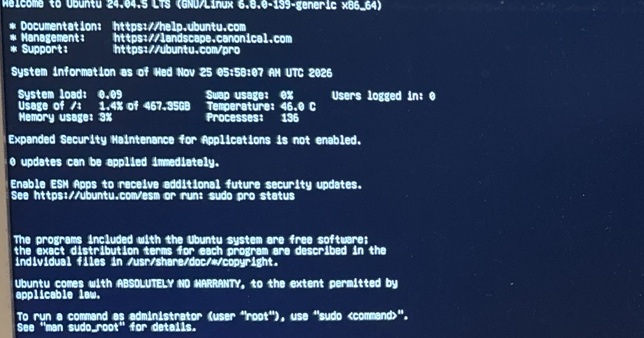 Welcome to Ubuntu 24.04.5 LTS (GNU/Linux 6.8.0-139-generic x86_64)
* Documentation: https://help.ubuntu.com
* Management: https://landscape.canonical.com
* Support: https://ubuntu.com/pro
System information as of Wed Nov 25 05:58:07 AM UTC 2026
System load: 0.09 Swap usage: 0% Users logged in: 0
Usage of /: 1.4% of 467.35GB Temperature: 46.0 C
Memory usage: 3% Processes: 136
Expanded Security Maintenance for Applications is not enabled.
0 updates can be applied immediately.
Enable ESM Apps to receive additional future security updates.
See https://ubuntu.com/esm or run: sudo pro status
The programs included with the Ubuntu system are free software;
the exact distribution terms for each program are described in the
individual files in /usr/share/doc/*/copyright.
Ubuntu comes with ABSOLUTELY NO WARRANTY, to the extent permitted by
applicable law.
To run a command as administrator (user "root"), use "sudo <command>".
See "man sudo_root" for details.